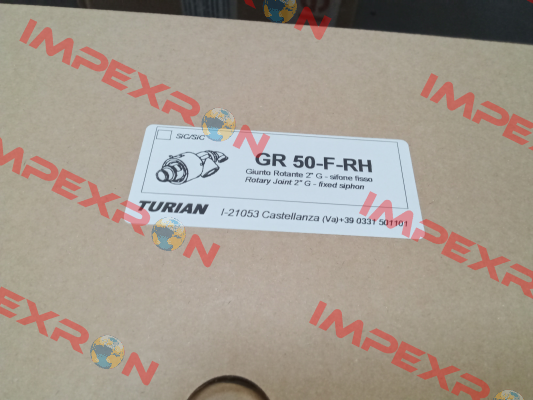 IMPEXRON
IMPEXRON
SIC/SIC
GR 50-F-RH
Giunto Rotante 2" G - sifone fisso
Rotary Joint 2" G - fixed siphon
TURIAN I-21053 Castellanza (Va)+39 0331 501101
IMPEXRON
IMPEXRON
IMPEXRON